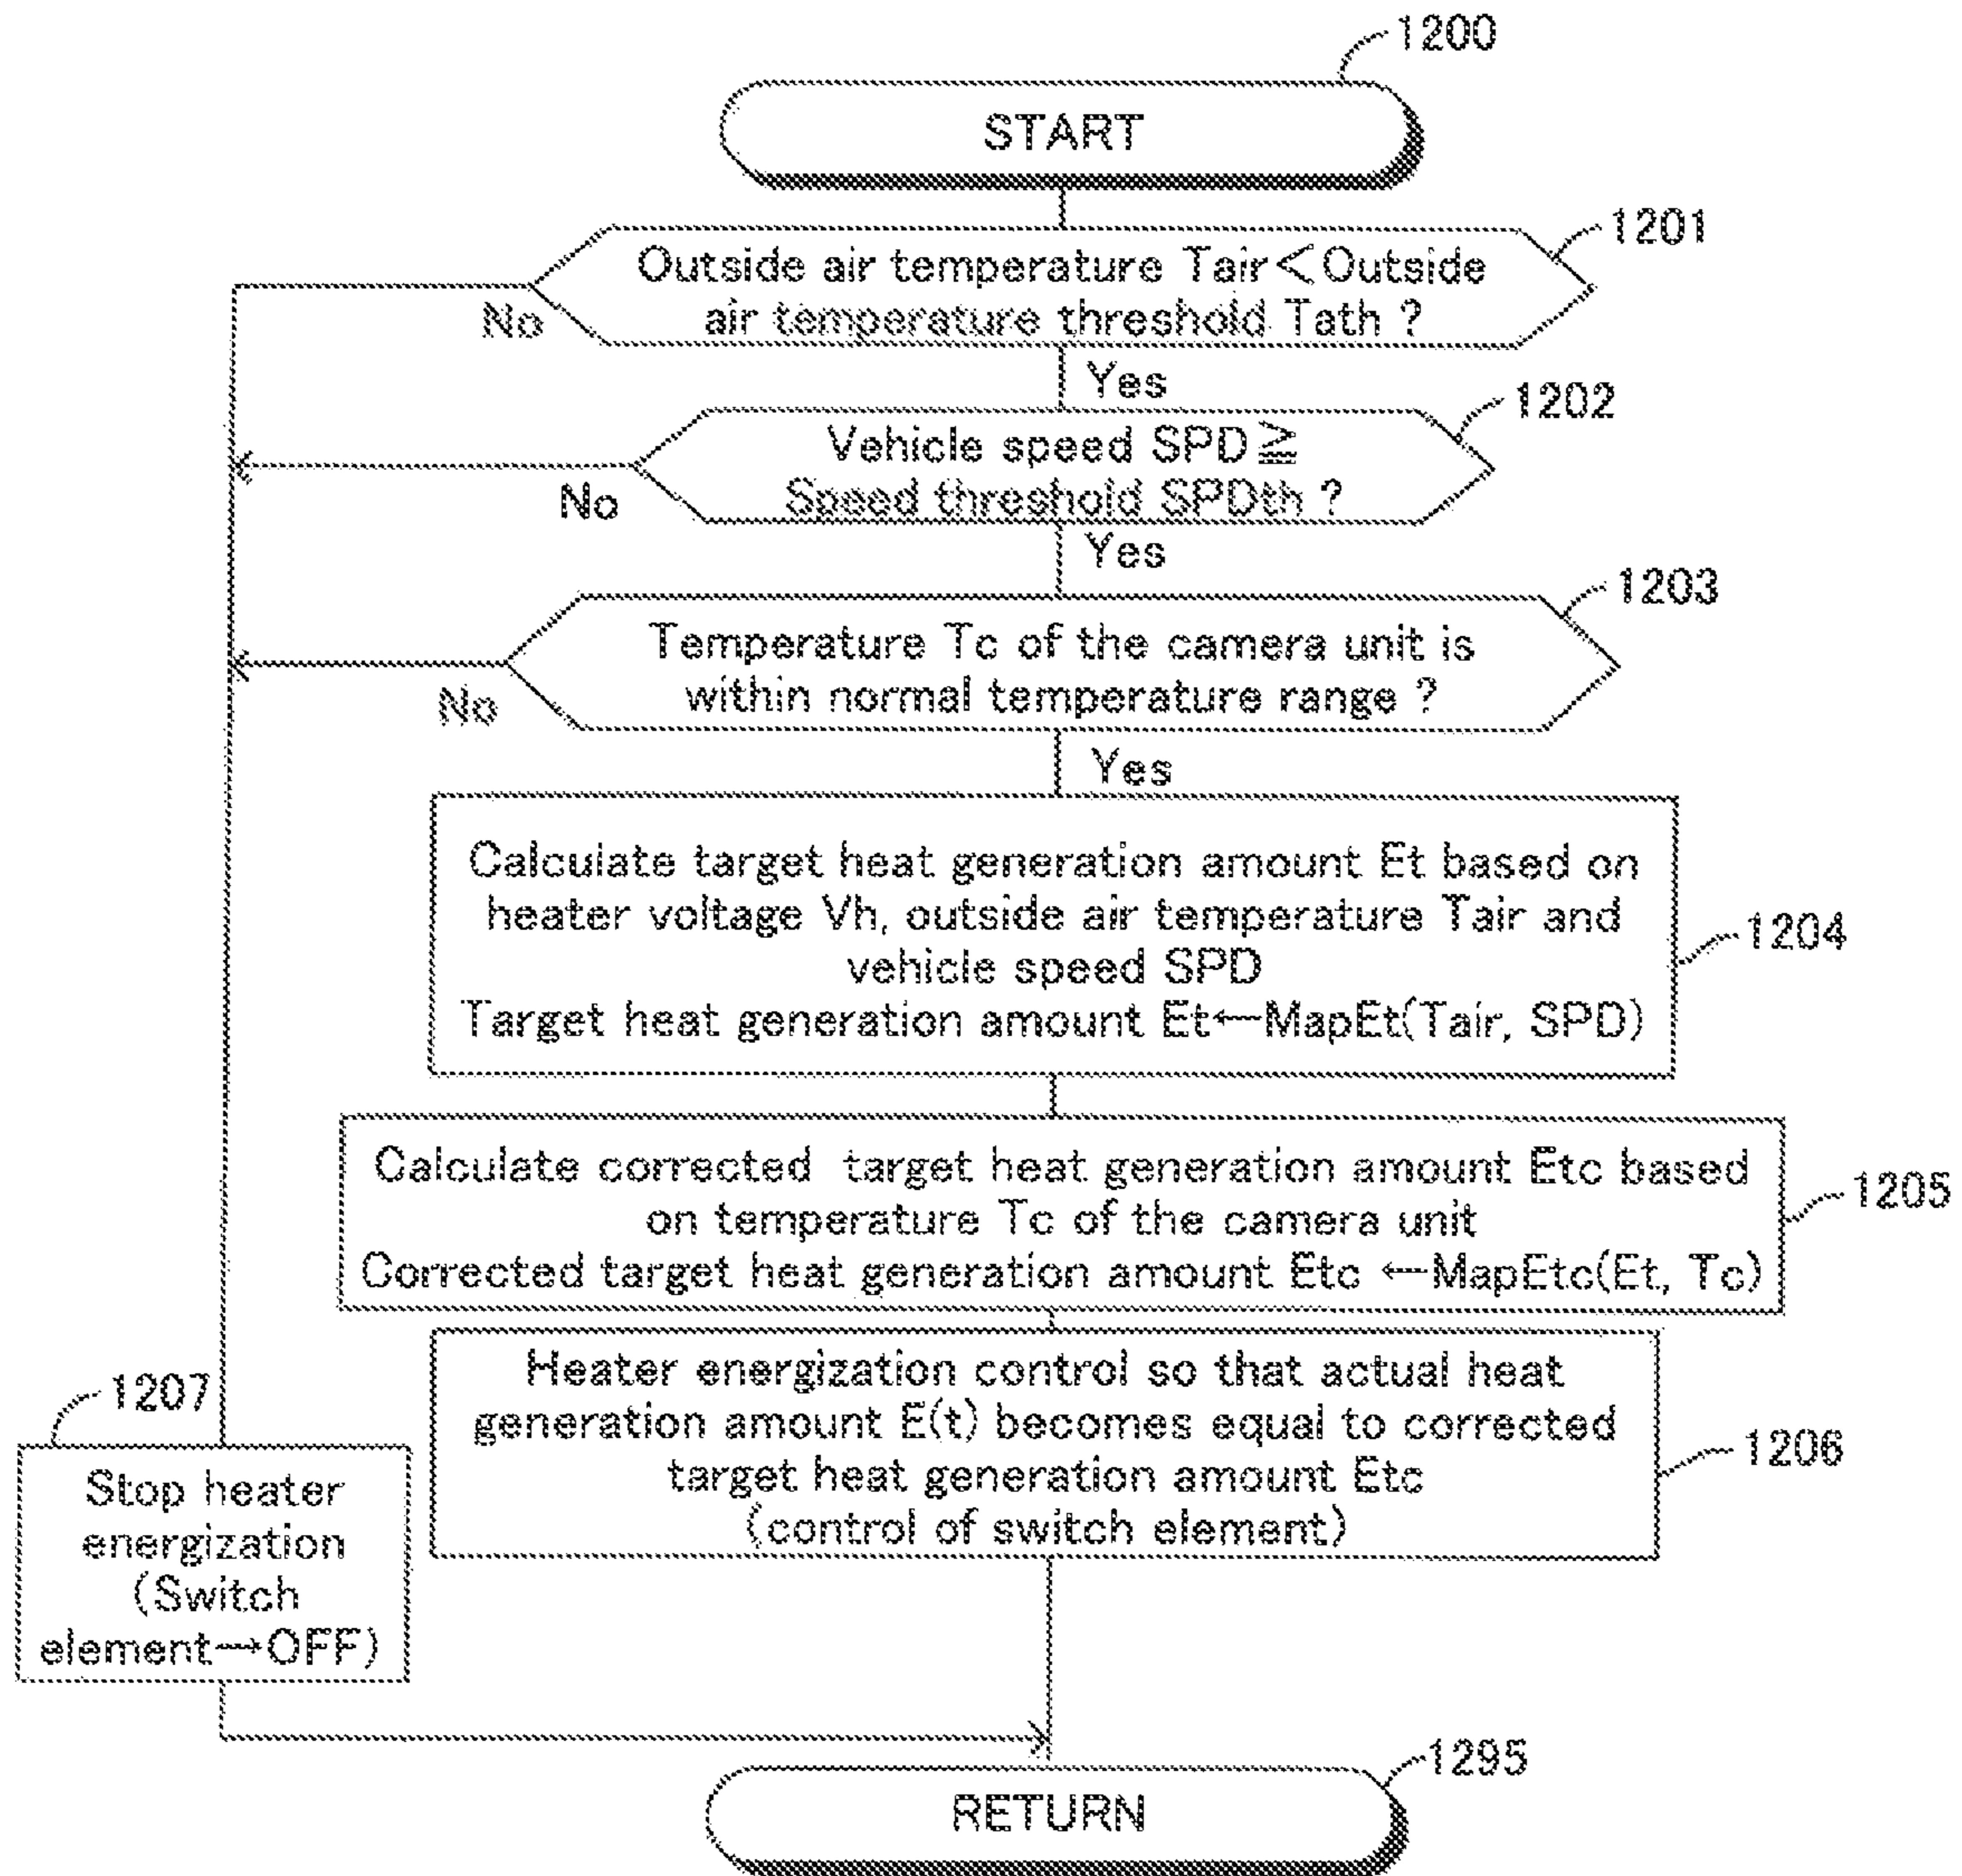 1200
START
1201
Outside air temperature Tair＜Outside
air temperature threshold Tath ?
No
Yes
1202
Vehicle speed SPD≧
Speed threshold SPDth ?
No
Yes
1203
Temperature Tc of the camera unit is
within normal temperature range ?
No
Yes
Calculate target heat generation amount Et based on
heater voltage Vh, outside air temperature Tair and
vehicle speed SPD
Target heat generation amount Et←MapEt(Tair, SPD)
1204
Calculate corrected target heat generation amount Etc based
on temperature Tc of the camera unit
Corrected target heat generation amount Etc ←MapEtc(Et, Tc)
1205
Heater energization control so that actual heat
generation amount E(t) becomes equal to corrected
target heat generation amount Etc
(control of switch element)
1206
1207
Stop heater
energization
(Switch
element→OFF)
1295
RETURN